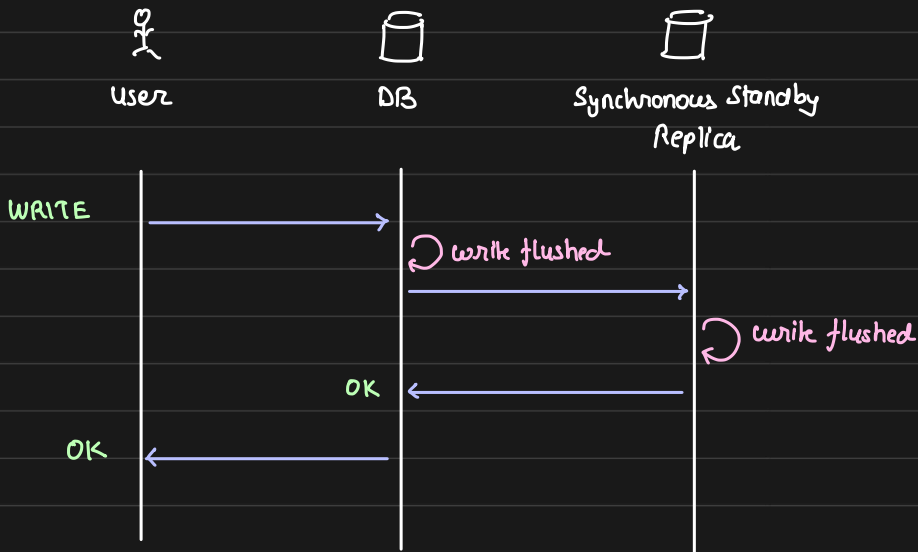 User
DB
Synchronous Standby
Replica
WRITE
write flushed
write flushed
OK
OK